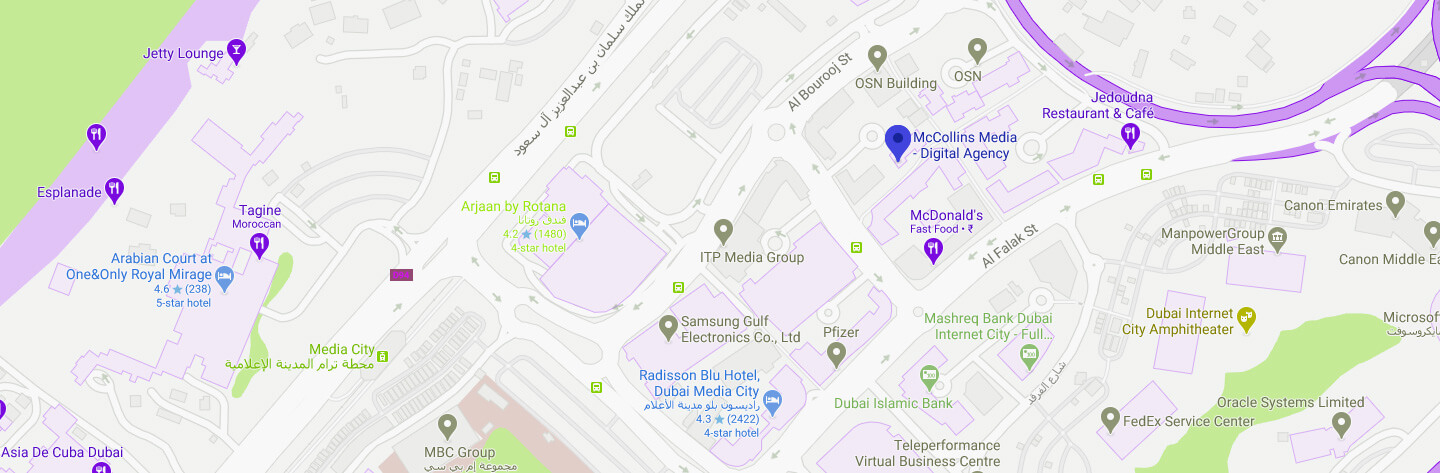 الملك سلمان بن عبدالعزيز آل سعود
Jetty Lounge
Al Bourooj St
OSN Building
OSN
Jedoudna
Restaurant & Café
McCollins Media
- Digital Agency
Esplanade
Tagine
Moroccan
Arjaan by Rotana
فندق روتانا
4.2 ★ (1480)
4-star hotel
McDonald's
Fast Food • ₹
Al Falak St
Canon Emirates
ManpowerGroup
Middle East
Canon Middle Ea
Arabian Court at
One&Only Royal Mirage
4.6 ★ (238)
5-star hotel
ITP Media Group
Samsung Gulf
Electronics Co., Ltd
Pfizer
Mashreq Bank Dubai
Internet City - Full...
Dubai Internet
City Amphitheater
Microsof
مايكروسوفت
Media City
محطة ترام المدينة الإعلامية
Radisson Blu Hotel,
Dubai Media City
راديسون بلو مدينة الأعلام
4.3 ★ (2422)
4-star hotel
Dubai Islamic Bank
شارع الفرقد
Oracle Systems Limited
FedEx Service Center
Asia De Cuba Dubai
MBC Group
مجموعة إم بي سي
Teleperformance
Virtual Business Centre